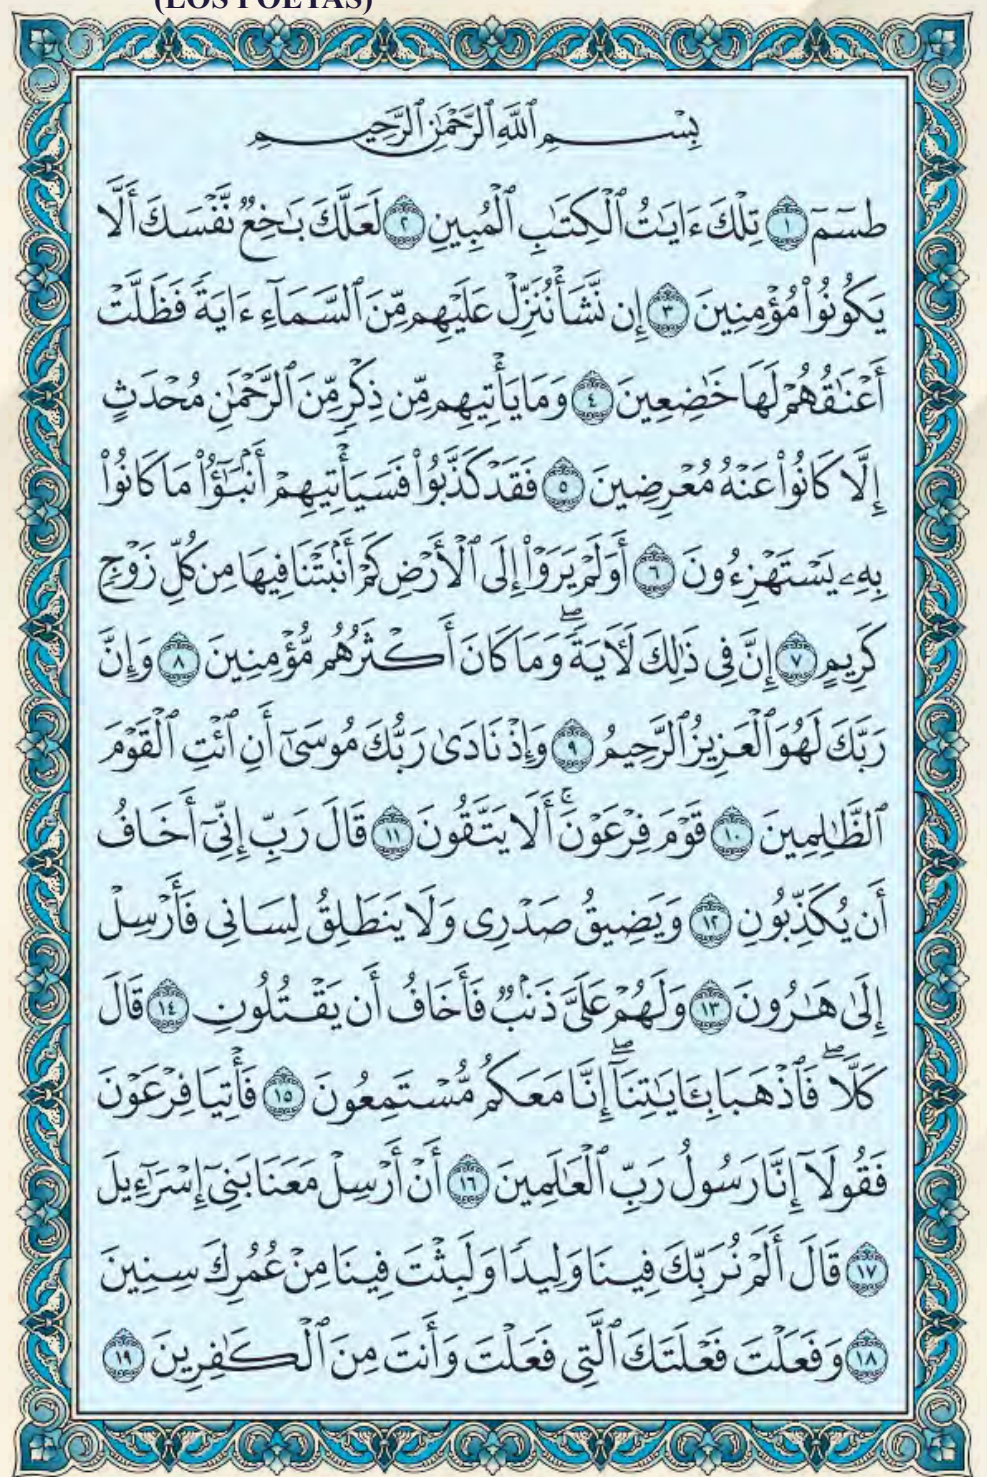 (LOS POETAS)
بِسْمِ ٱللَّهِ ٱلرَّحْمَٰنِ ٱلرَّحِيمِ
طسٓمٓ ١ تِلْكَ ءَايَٰتُ ٱلْكِتَٰبِ ٱلْمُبِينِ ٢ لَعَلَّكَ بَٰخِعٌ نَّفْسَكَ أَلَّا
يَكُونُوا۟ مُؤْمِنِينَ ٣ إِن نَّشَأْ نُنَزِّلْ عَلَيْهِم مِّنَ ٱلسَّمَآءِ ءَايَةً فَظَلَّتْ
أَعْنَٰقُهُمْ لَهَا خَٰضِعِينَ ٤ وَمَا يَأْتِيهِم مِّن ذِكْرٍ مِّنَ ٱلرَّحْمَٰنِ مُحْدَثٍ
إِلَّا كَانُوا۟ عَنْهُ مُعْرِضِينَ ٥ فَقَدْ كَذَّبُوا۟ فَسَيَأْتِيهِمْ أَنۢبَٰٓؤُا۟ مَا كَانُوا۟
بِهِۦ يَسْتَهْزِءُونَ ٦ أَوَلَمْ يَرَوْا۟ إِلَى ٱلْأَرْضِ كَمْ أَنۢبَتْنَا فِيهَا مِن كُلِّ زَوْجٍ
كَرِيمٍ ٧ إِنَّ فِى ذَٰلِكَ لَءَايَةً ۖ وَمَا كَانَ أَكْثَرُهُم مُّؤْمِنِينَ ٨ وَإِنَّ
رَبَّكَ لَهُوَ ٱلْعَزِيزُ ٱلرَّحِيمُ ٩ وَإِذْ نَادَىٰ رَبُّكَ مُوسَىٰٓ أَنِ ٱئْتِ ٱلْقَوْمَ
ٱلظَّٰلِمِينَ ١٠ قَوْمَ فِرْعَوْنَ ۚ أَلَا يَتَّقُونَ ١١ قَالَ رَبِّ إِنِّىٓ أَخَافُ
أَن يُكَذِّبُونِ ١٢ وَيَضِيقُ صَدْرِى وَلَا يَنطَلِقُ لِسَانِى فَأَرْسِلْ
إِلَىٰ هَٰرُونَ ١٣ وَلَهُمْ عَلَىَّ ذَنۢبٌ فَأَخَافُ أَن يَقْتُلُونِ ١٤ قَالَ
كَلَّا ۖ فَٱذْهَبَا بِـَٔايَٰتِنَآ ۖ إِنَّا مَعَكُم مُّسْتَمِعُونَ ١٥ فَأْتِيَا فِرْعَوْنَ
فَقُولَآ إِنَّا رَسُولُ رَبِّ ٱلْعَٰلَمِينَ ١٦ أَنْ أَرْسِلْ مَعَنَا بَنِىٓ إِسْرَٰٓءِيلَ
١٧ قَالَ أَلَمْ نُرَبِّكَ فِينَا وَلِيدًا وَلَبِثْتَ فِينَا مِنْ عُمُرِكَ سِنِينَ
١٨ وَفَعَلْتَ فَعْلَتَكَ ٱلَّتِى فَعَلْتَ وَأَنتَ مِنَ ٱلْكَٰفِرِينَ ١٩